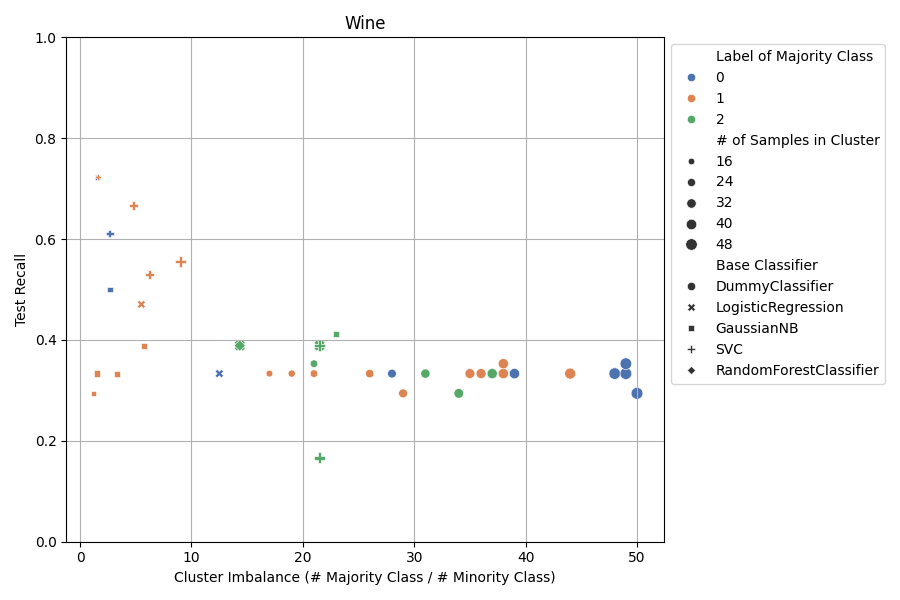 Wine
1.0
0.8
0.6
0.4
0.2
0.0
Test Recall
0
10
20
30
40
50
Cluster Imbalance (# Majority Class / # Minority Class)
Label of Majority Class
0
1
2
# of Samples in Cluster
16
24
32
40
48
Base Classifier
DummyClassifier
LogisticRegression
GaussianNB
SVC
RandomForestClassifier